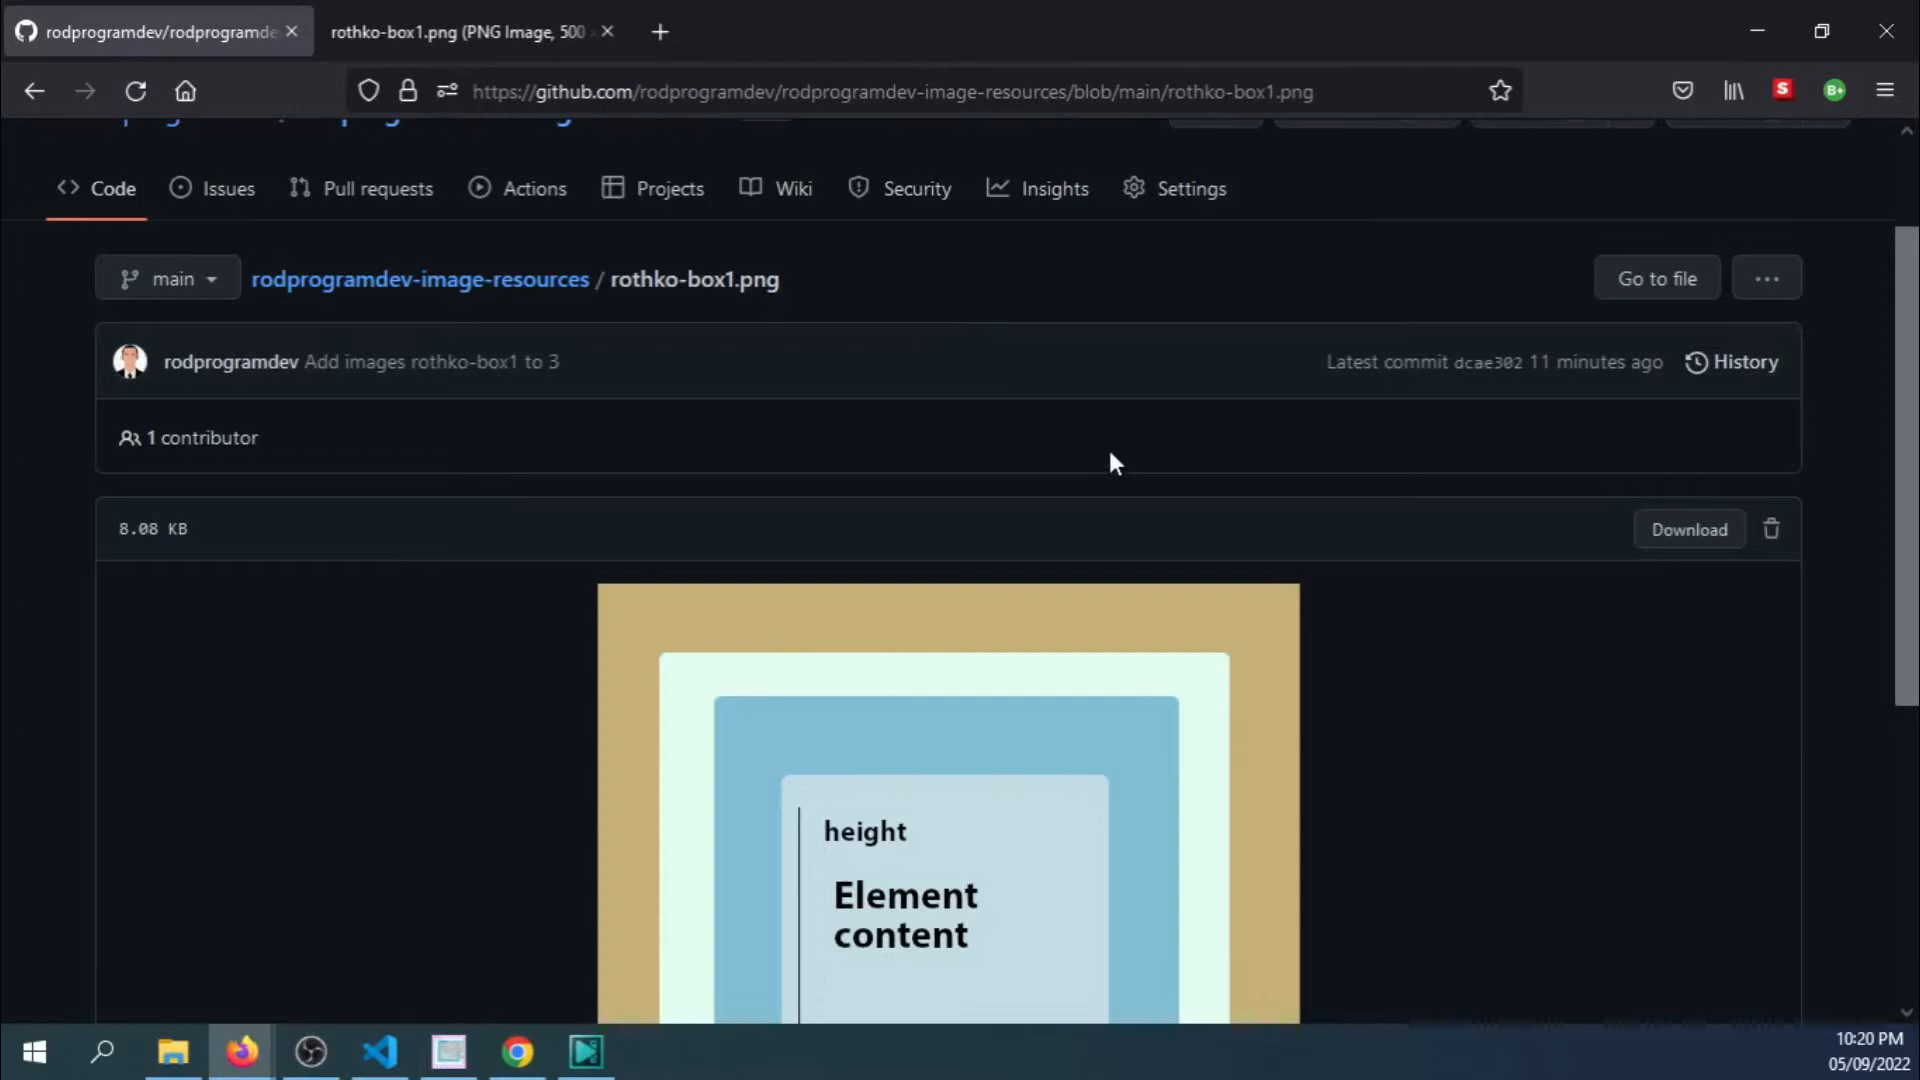 rodprogramdev/rodprogramde
rothko-box1.png (PNG Image, 500
https://github.com/rodprogramdev/rodprogramdev-image-resources/blob/main/rothko-box1.png
S
B+
Code
Issues
Pull requests
Actions
Projects
Wiki
Security
Insights
Settings
main
rodprogramdev-image-resources / rothko-box1.png
Go to file
...
rodprogramdev Add images rothko-box1 to 3
Latest commit dcae302 11 minutes ago
History
1 contributor
8.08 KB
Download
height
Element
content
10:20 PM
05/09/2022